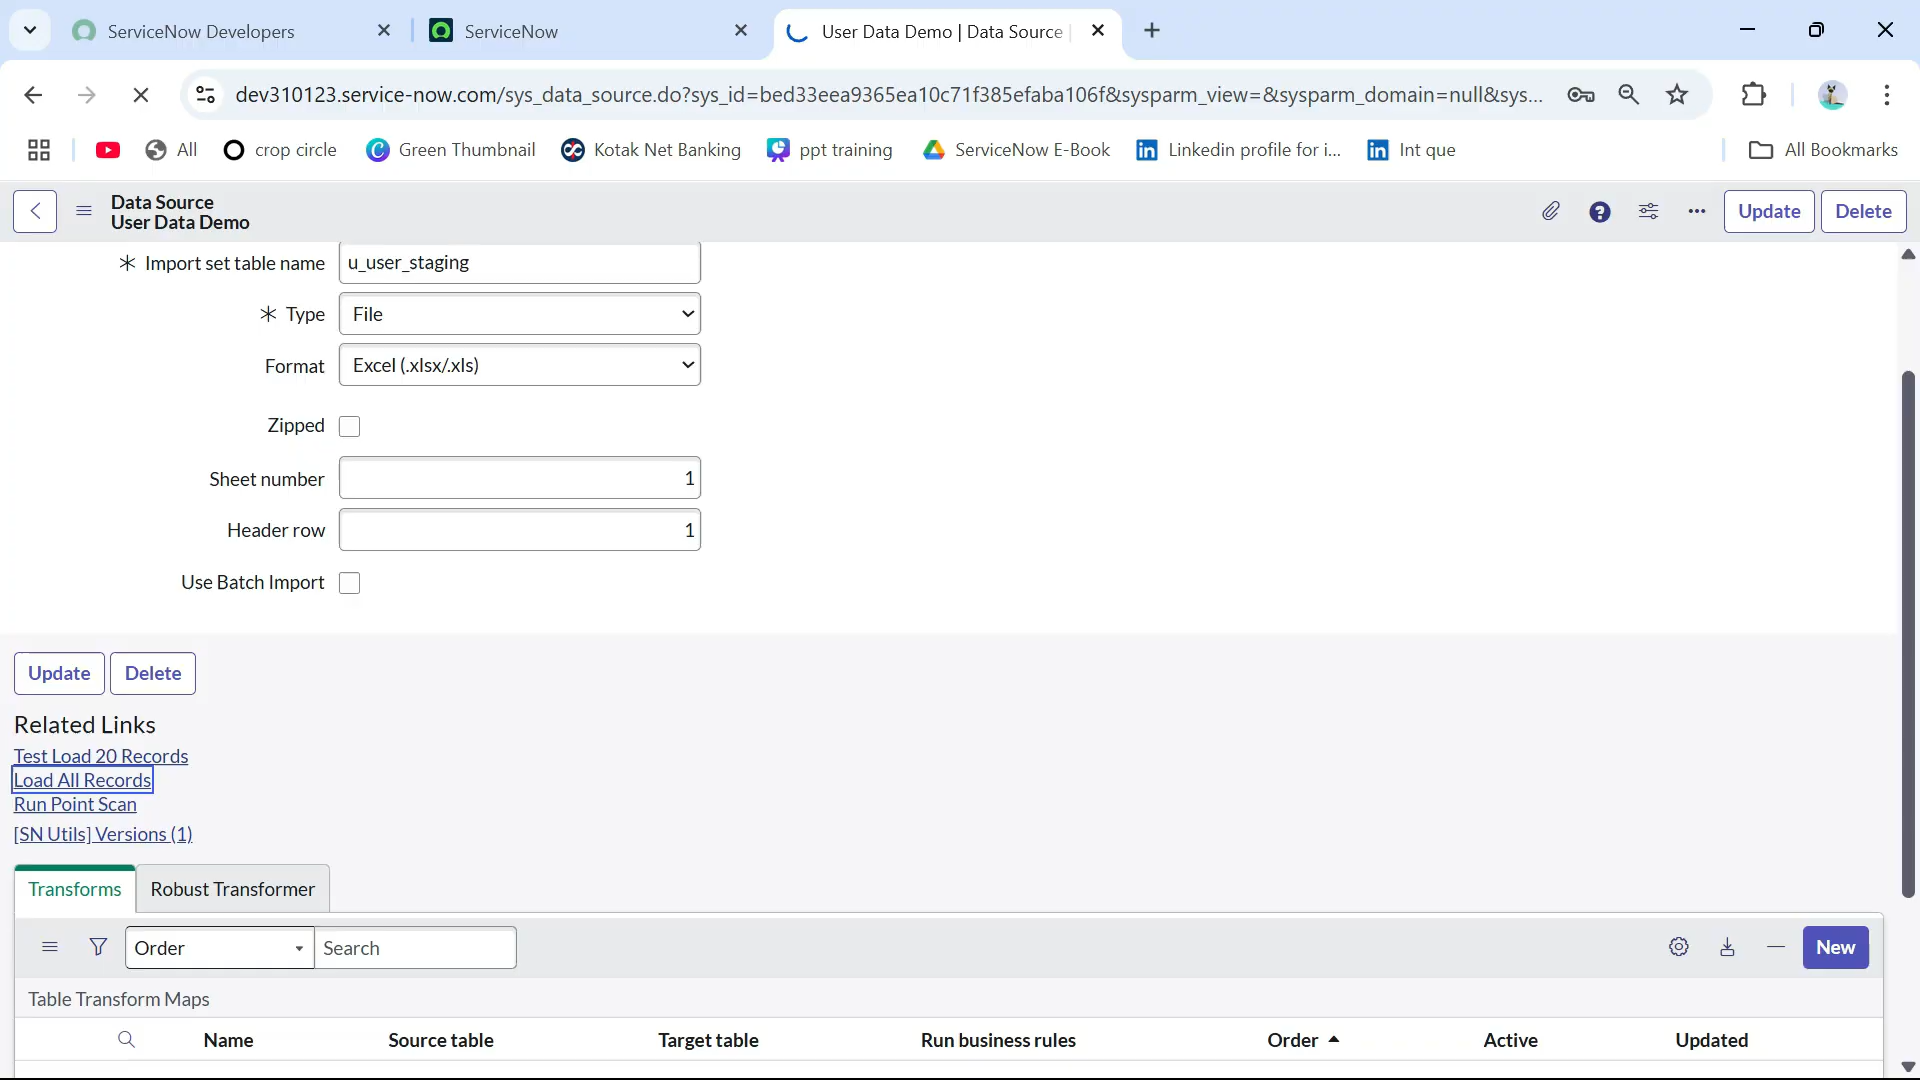 ServiceNow Developers
ServiceNow
User Data Demo | Data Source
dev310123.service-now.com/sys_data_source.do?sys_id=bed33eea9365ea10c71f385efaba106f&sysparm_view=&sysparm_domain=null&sys...
All
crop circle
Green Thumbnail
Kotak Net Banking
ppt training
ServiceNow E-Book
Linkedin profile for i...
Int que
All Bookmarks
Data Source
User Data Demo
Update
Delete
Import set table name
u_user_staging
Type
File
Format
Excel (.xlsx/.xls)
Zipped
Sheet number
1
Header row
1
Use Batch Import
Update
Delete
Related Links
Test Load 20 Records
Load All Records
Run Point Scan
[SN Utils] Versions (1)
Transforms
Robust Transformer
Order
Search
New
Table Transform Maps
Name
Source table
Target table
Run business rules
Order
Active
Updated